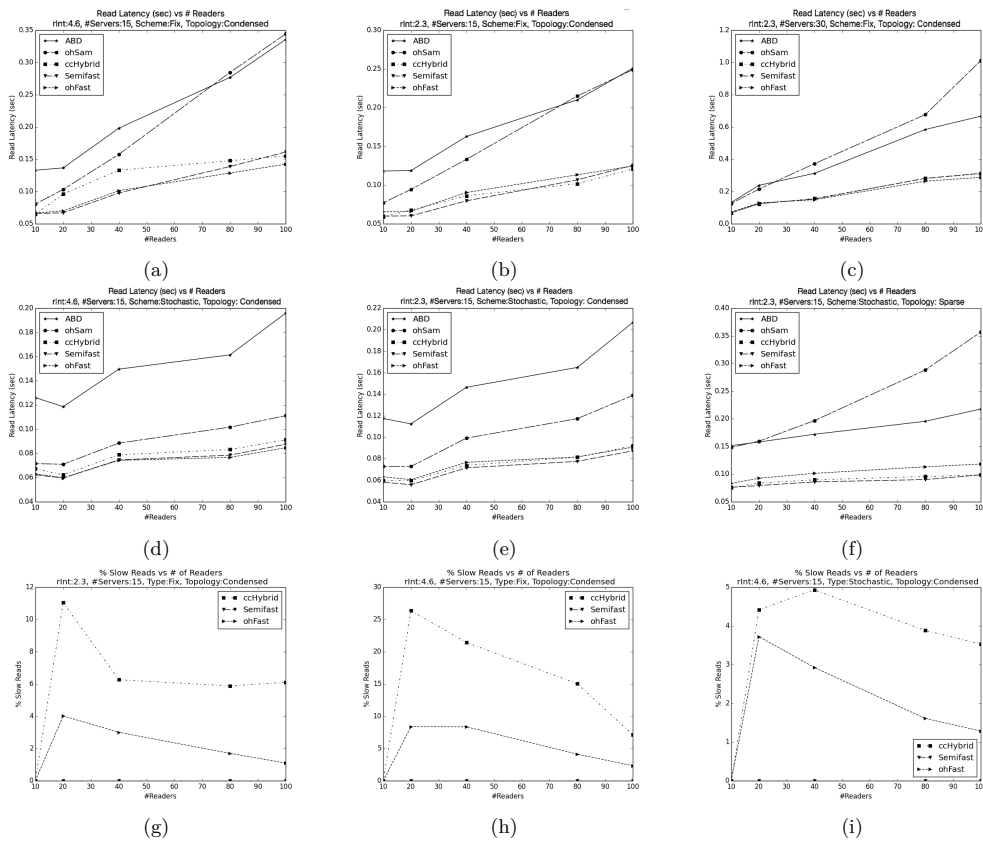 Read Latency (sec) vs # Readers
rInt:4.6, #Servers:15, Scheme:Fix, Topology:Condensed
0.35
0.30
0.25
0.20
0.15
0.10
0.05
Read Latency (sec)
ABD
ohSam
ccHybrid
Semifast
ohFast
10 20 30 40 50 60 70 80 90 100
#Readers
(a)
Read Latency (sec) vs # Readers
rInt:2.3, #Servers:15, Scheme:Fix, Topology: Condensed
0.30
0.25
0.20
0.15
0.10
0.05
Read Latency (sec)
ABD
ohSam
ccHybrid
Semifast
ohFast
10 20 30 40 50 60 70 80 90 100
#Readers
(b)
Read Latency (sec) vs # Readers
rInt:2.3, #Servers:30, Scheme:Fix, Topology: Condensed
1.2
1.0
0.8
0.6
0.4
0.2
0.0
Read Latency (sec)
ABD
ohSam
ccHybrid
Semifast
ohFast
10 20 30 40 50 60 70 80 90 100
#Readers
(c)
Read Latency (sec) vs # Readers
rInt:4.6, #Servers:15, Scheme:Stochastic, Topology: Condensed
0.20
0.18
0.16
0.14
0.12
0.10
0.08
0.06
0.04
Read Latency (sec)
ABD
ohSam
ccHybrid
Semifast
ohFast
10 20 30 40 50 60 70 80 90 100
#Readers
(d)
Read Latency (sec) vs # Readers
rInt:2.3, #Servers:15, Scheme:Stochastic, Topology: Condensed
0.22
0.20
0.18
0.16
0.14
0.12
0.10
0.08
0.06
0.04
Read Latency (sec)
ABD
ohSam
ccHybrid
Semifast
ohFast
10 20 30 40 50 60 70 80 90 100
#Readers
(e)
Read Latency (sec) vs # Readers
rInt:2.3, #Servers:15, Scheme:Stochastic, Topology: Sparse
0.40
0.35
0.30
0.25
0.20
0.15
0.10
0.05
Read Latency (sec)
ABD
ohSam
ccHybrid
Semifast
ohFast
10 20 30 40 50 60 70 80 90 100
#Readers
(f)
% Slow Reads vs # of Readers
rInt:2.3, #Servers:15, Type:Fix, Topology:Condensed
12
10
8
6
4
2
0
% Slow Reads
ccHybrid
Semifast
ohFast
10 20 30 40 50 60 70 80 90 100
#Readers
(g)
% Slow Reads vs # of Readers
rInt:4.6, #Servers:15, Type:Fix, Topology:Condensed
30
25
20
15
10
5
0
% Slow Reads
ccHybrid
Semifast
ohFast
10 20 30 40 50 60 70 80 90 100
#Readers
(h)
% Slow Reads vs # of Readers
rInt:4.6, #Servers:15, Type:Stochastic, Topology:Condensed
5
4
3
2
1
0
% Slow Reads
ccHybrid
Semifast
ohFast
10 20 30 40 50 60 70 80 90 100
#Readers
(i)